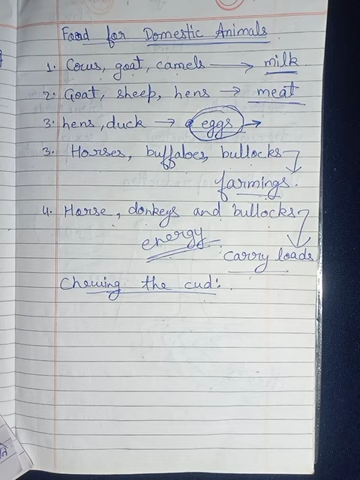 Food for Domestic Animals
1. Cows, goat, camels → milk
2. Goat, sheep, hens → meat
3. hens, duck → eggs →
3. Horses, buffaloes, bullocks
farmings.
4. Horse, donkeys and bullocks
energy
carry loads
Chewing the cud: